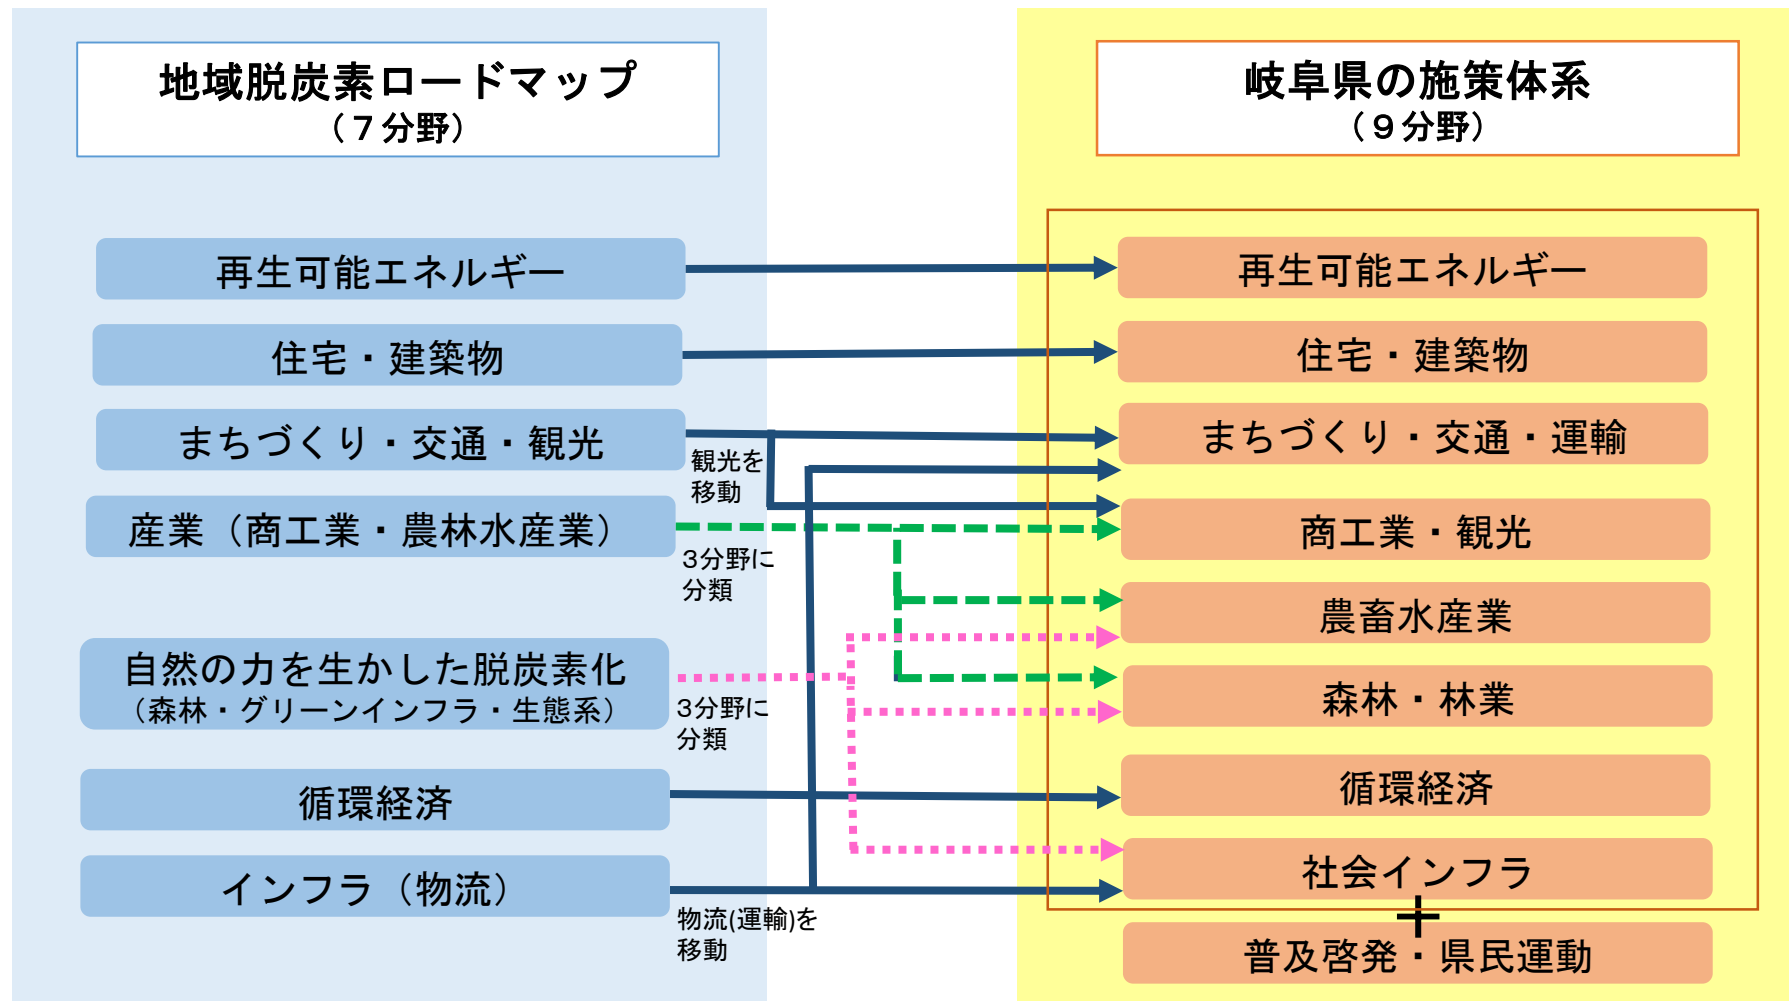 地域脱炭素ロードマップ
（７分野）
再生可能エネルギー
住宅・建築物
まちづくり・交通・観光
観光を
移動
産業（商工業・農林水産業）
3分野に
分類
自然の力を生かした脱炭素化
（森林・グリーンインフラ・生態系）
3分野に
分類
循環経済
インフラ（物流）
物流(運輸)を
移動
岐阜県の施策体系
（９分野）
再生可能エネルギー
住宅・建築物
まちづくり・交通・運輸
商工業・観光
農畜水産業
森林・林業
循環経済
社会インフラ
＋
普及啓発・県民運動